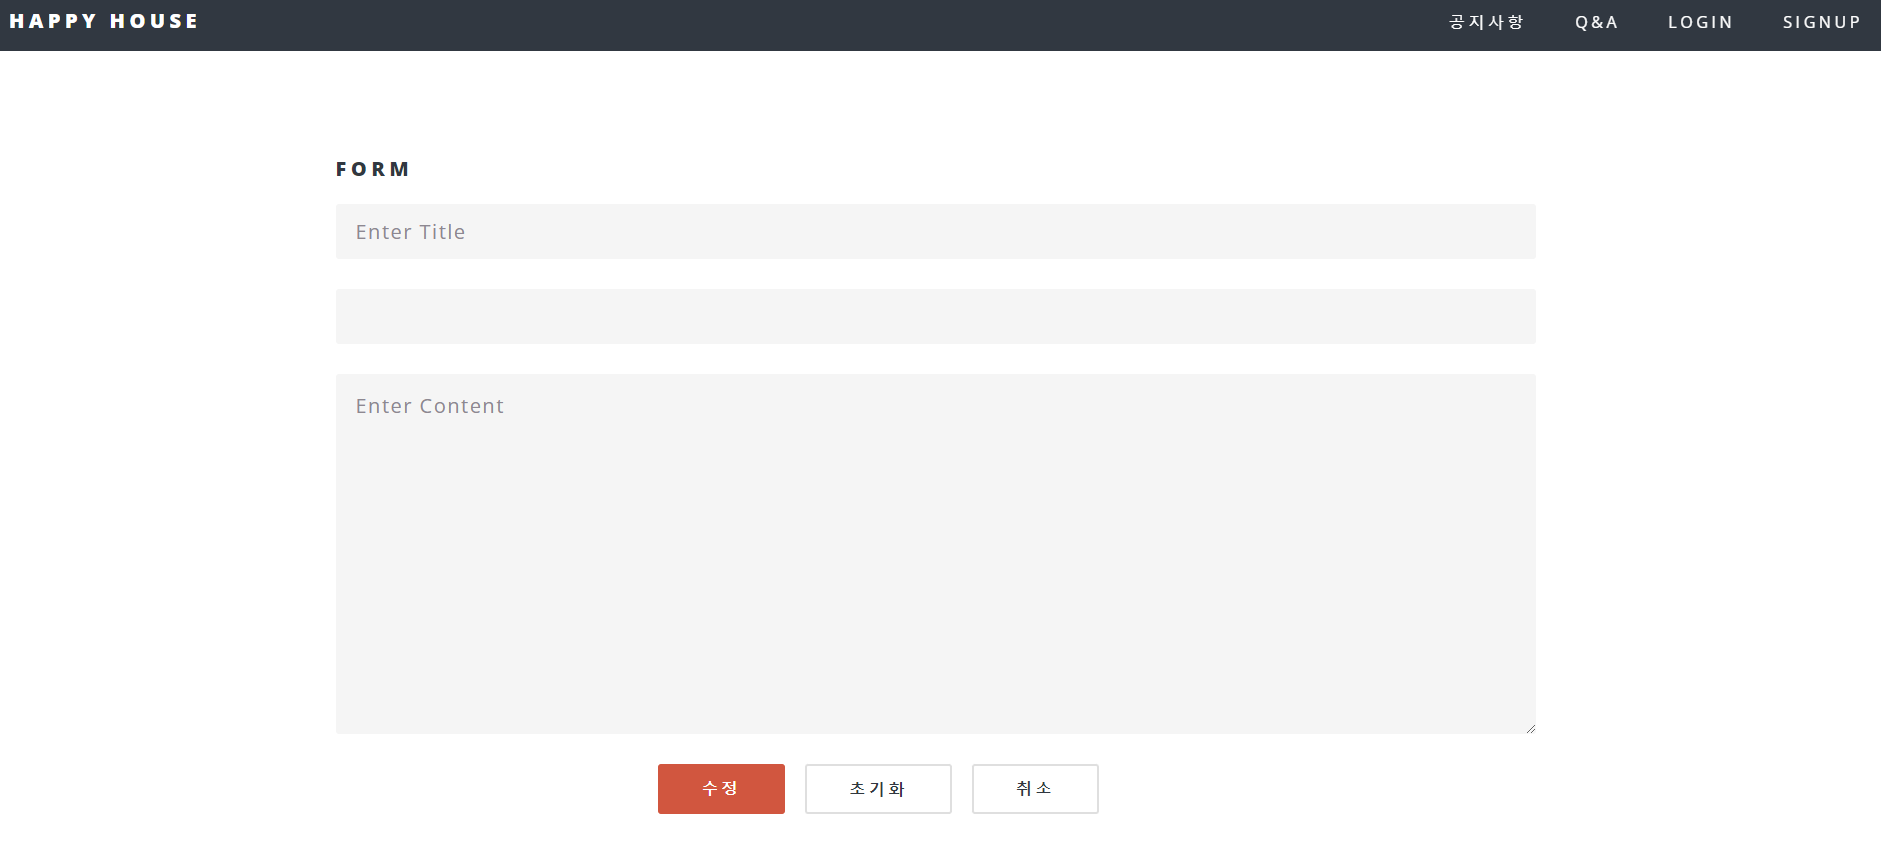 HAPPY HOUSE 공지사항 Q&A LOGIN SIGNUP
FORM
Enter Title
Enter Content
수정 초기화 취소